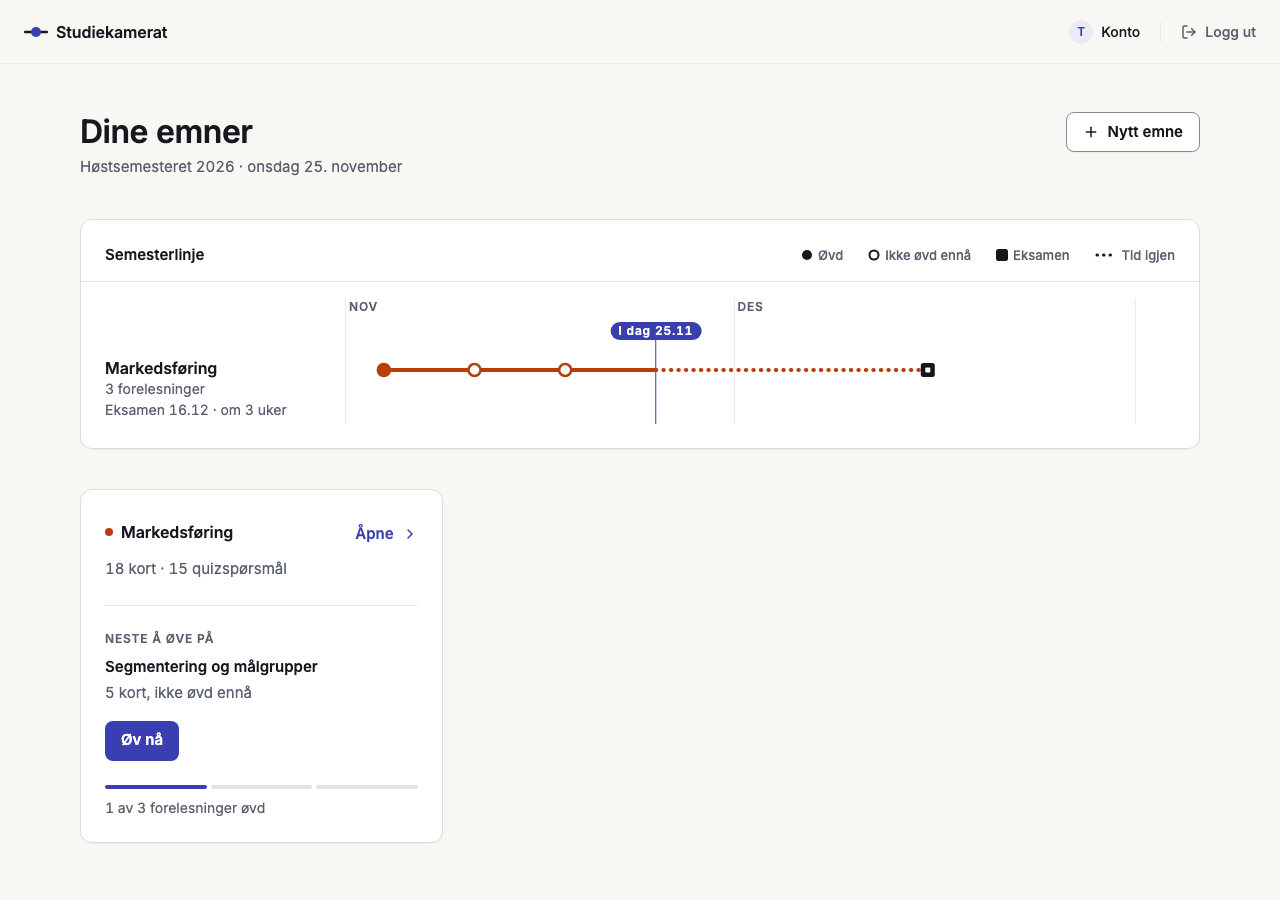 Studiekamerat
T Konto
Logg ut
Dine emner
Nytt emne
Høstsemesteret 2026 · onsdag 25. november
Semesterlinje
Øvd
Ikke øvd ennå
Eksamen
Tid igjen
NOV
DES
I dag 25.11
Markedsføring
3 forelesninger
Eksamen 16.12 · om 3 uker
Markedsføring
Åpne
18 kort · 15 quizspørsmål
NESTE Å ØVE PÅ
Segmentering og målgrupper
5 kort, ikke øvd ennå
Øv nå
1 av 3 forelesninger øvd